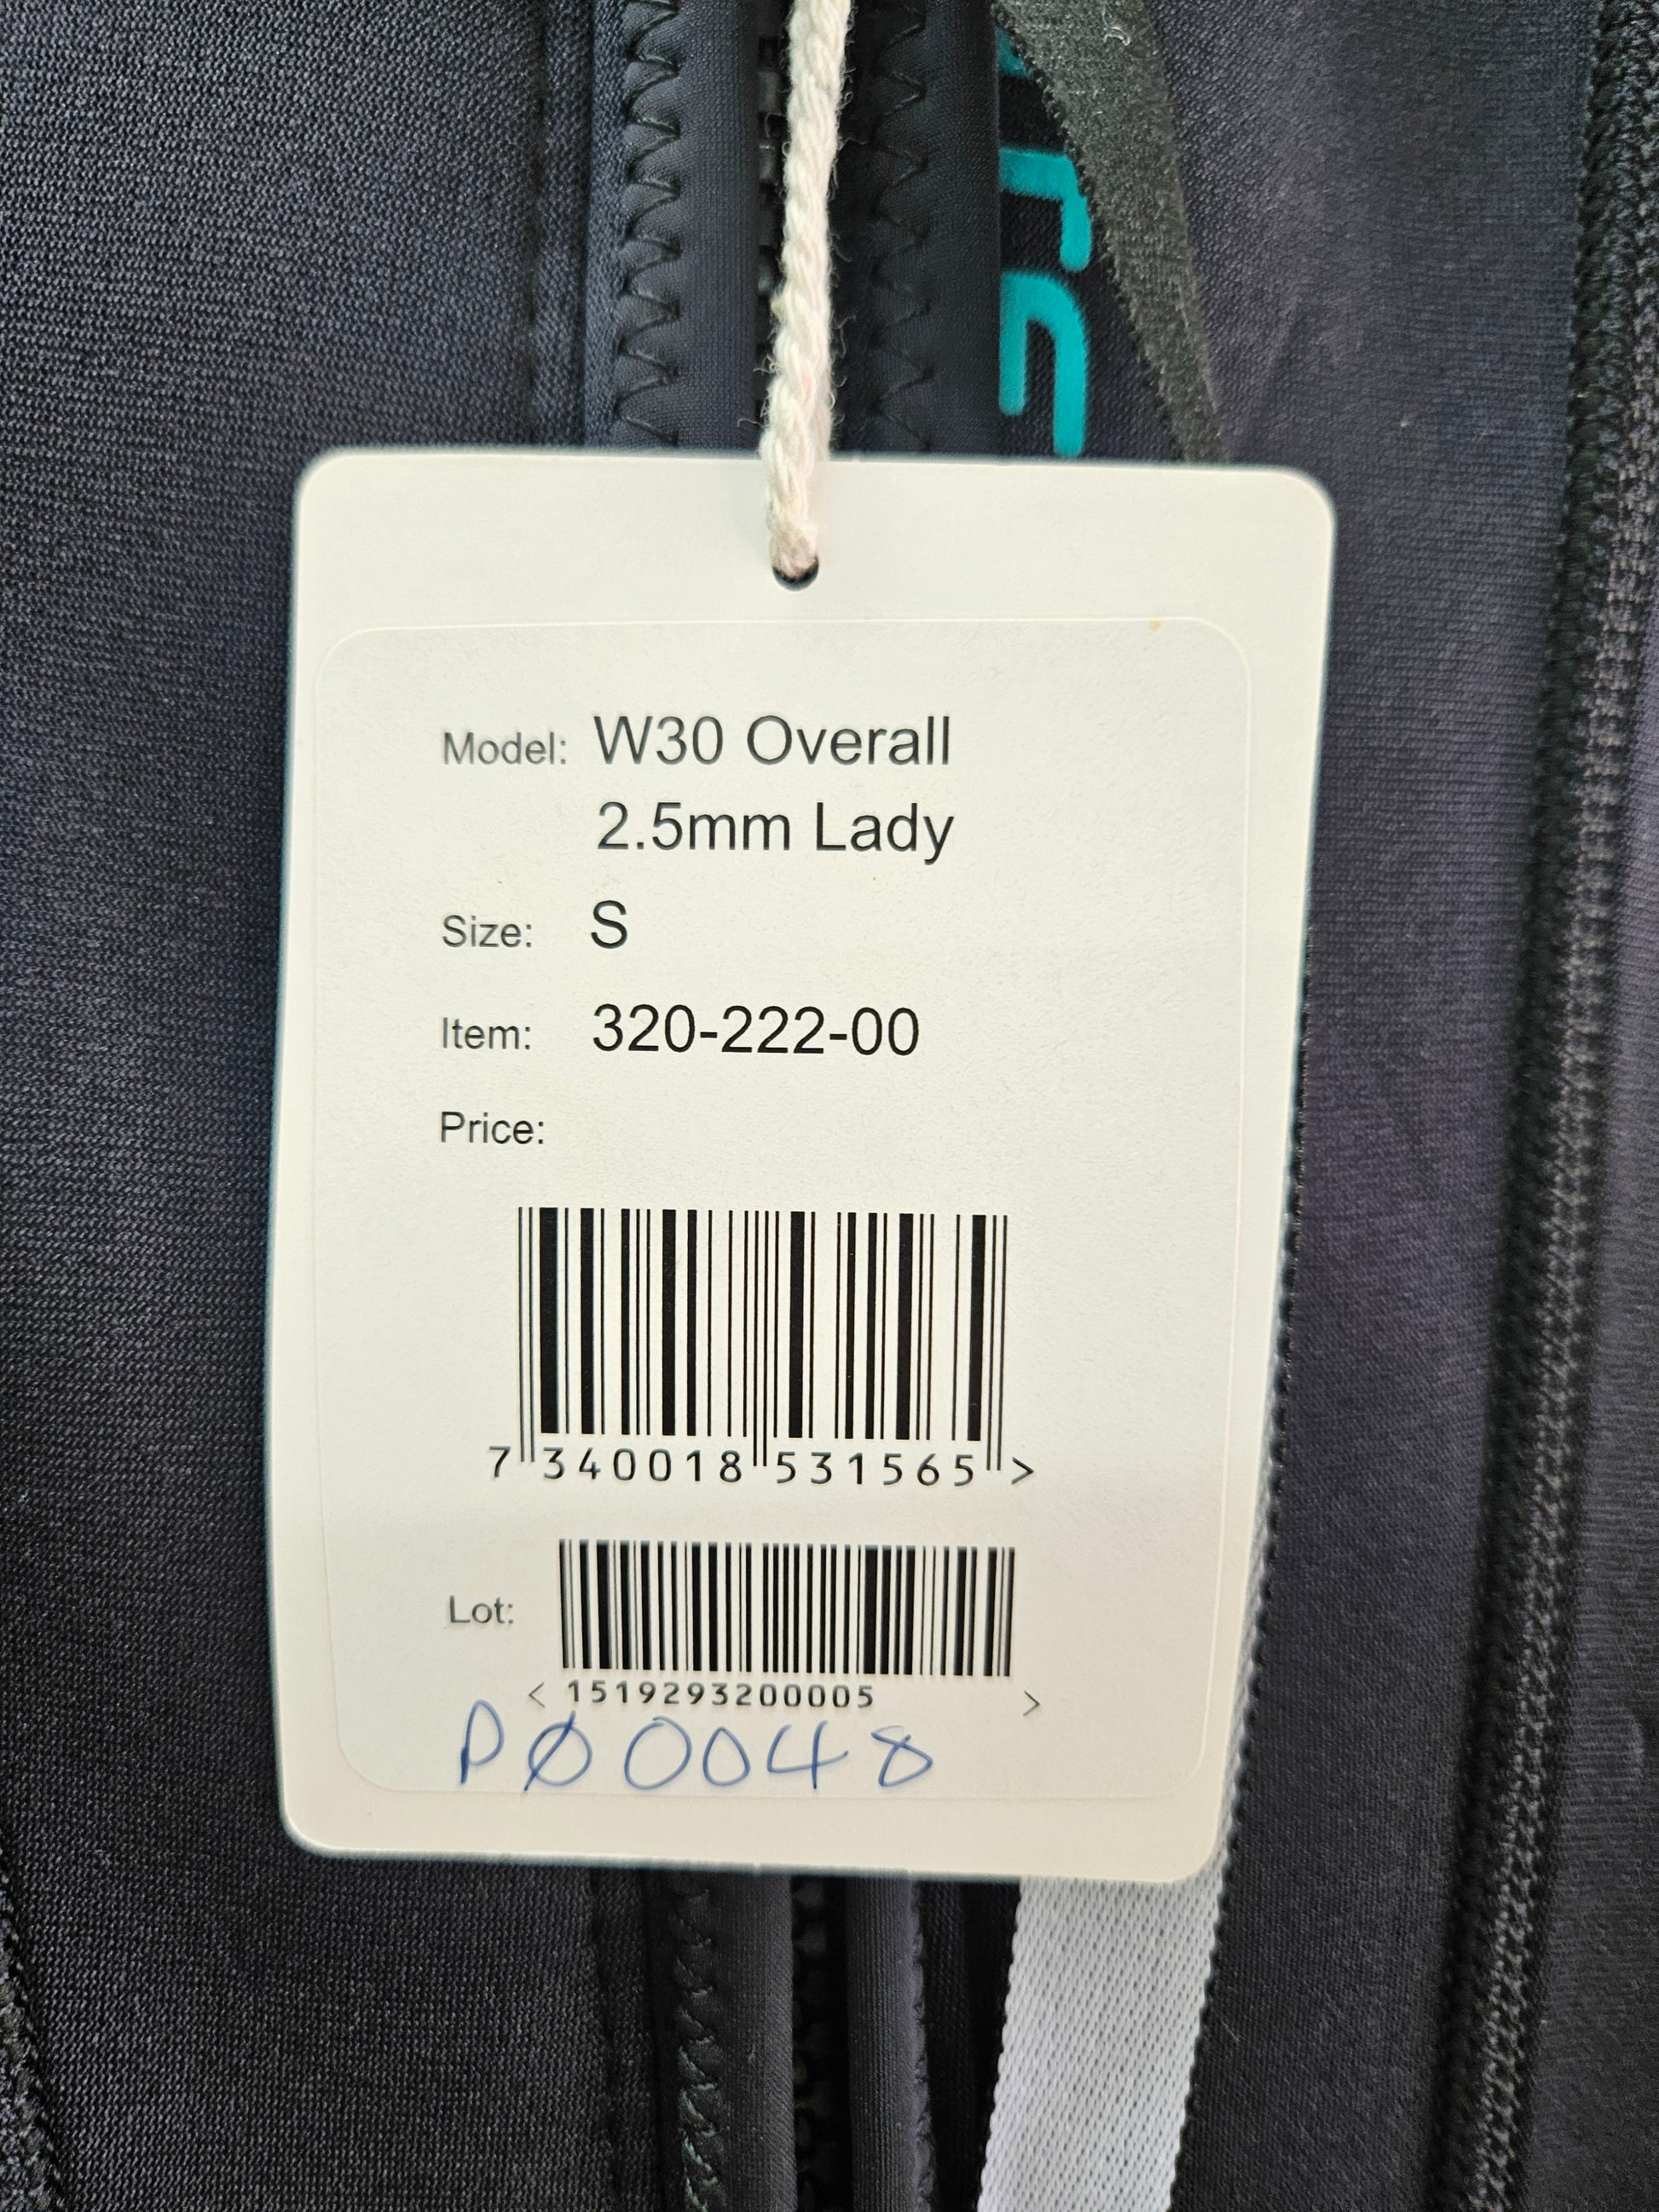 Model: W30 Overall
2.5mm Lady
Size: S
Item: 320-222-00
Price:
7 340018 531565 >
Lot:
< 1519293200005 >
PØ0048